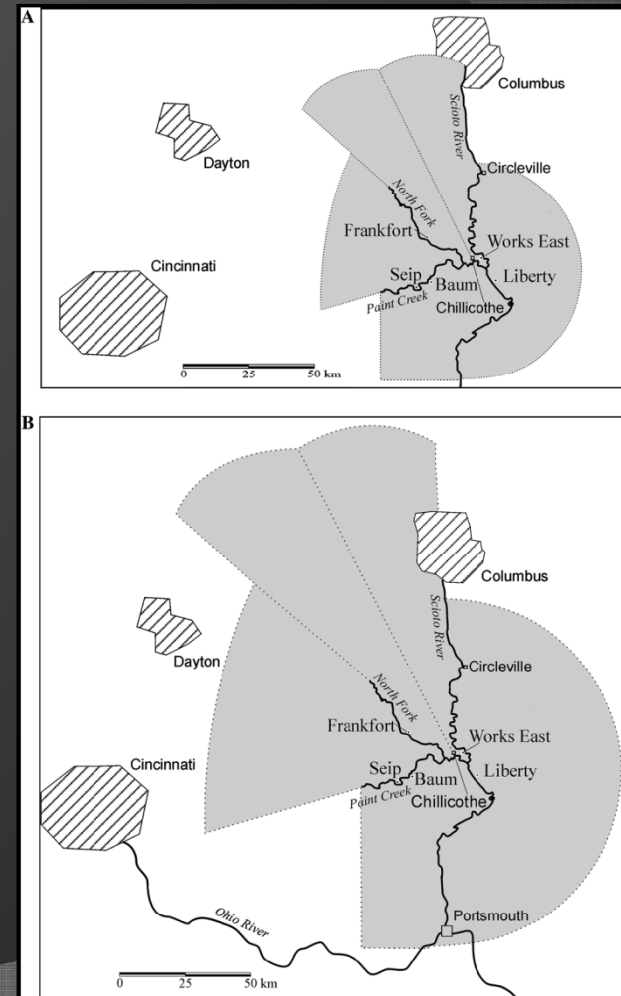 A
Columbus
Scioto River
Dayton
Circleville
North Fork
Frankfort
Works East
Cincinnati
Seip
Baum
Liberty
Paint Creek
Chillicothe
0 25 50 km
B
Columbus
Scioto River
Dayton
Circleville
North Fork
Frankfort
Works East
Cincinnati
Seip
Baum
Liberty
Paint Creek
Chillicothe
Portsmouth
Ohio River
0 25 50 km